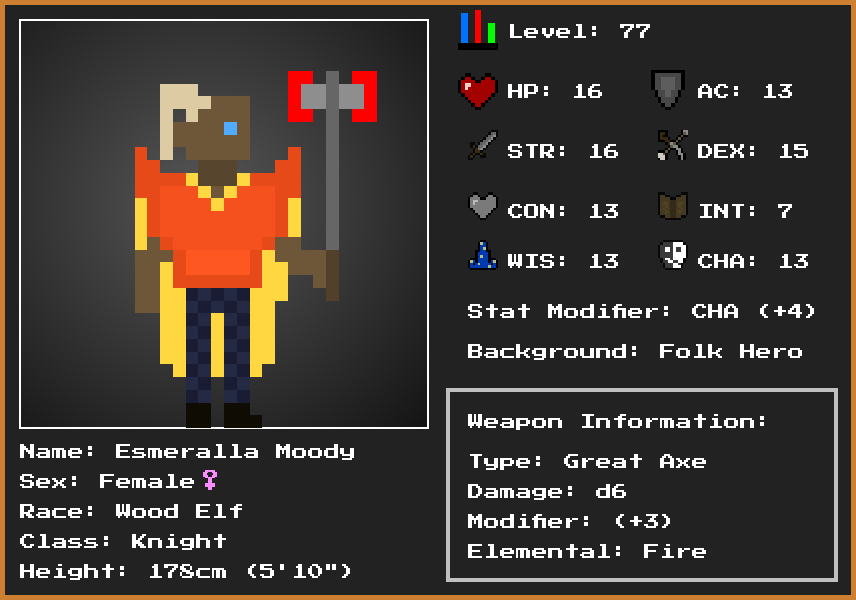 Level: 77
HP: 16
AC: 13
STR: 16
DEX: 15
CON: 13
INT: 7
WIS: 13
CHA: 13
Stat Modifier: CHA (+4)
Background: Folk Hero
Weapon Information:
Type: Great Axe
Damage: d6
Modifier: (+3)
Elemental: Fire
Name: Esmeralla Moody
Sex: Female♀
Race: Wood Elf
Class: Knight
Height: 178cm (5'10")